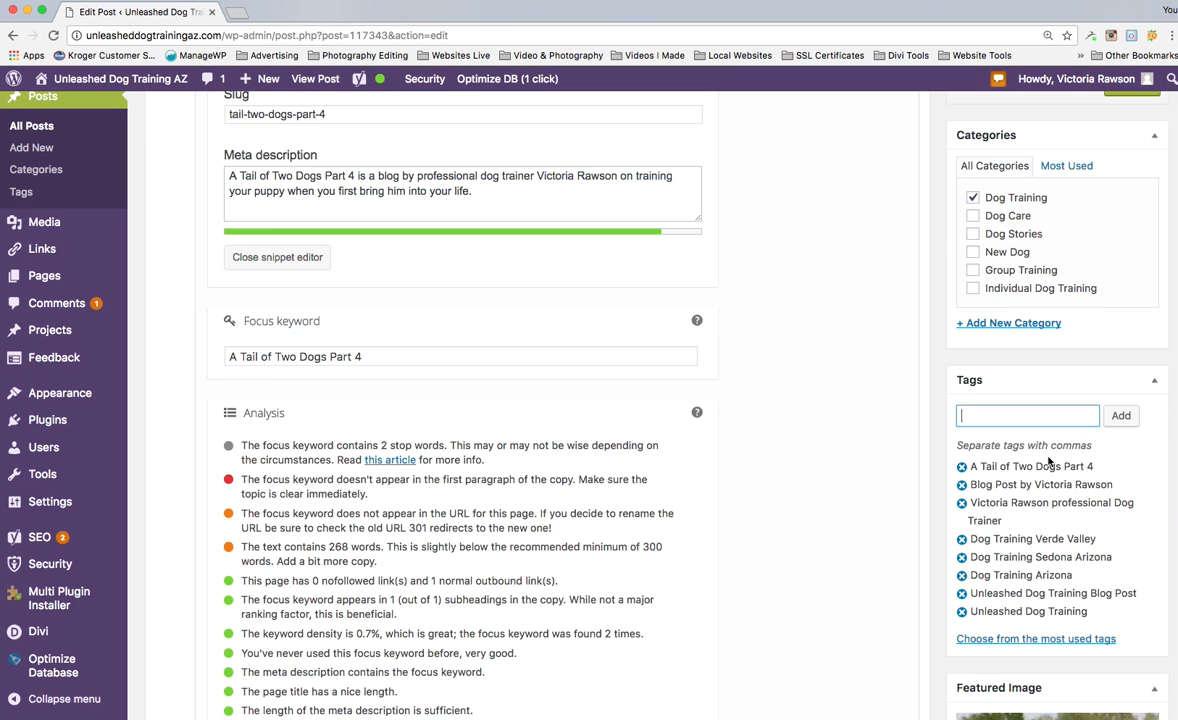 Edit Post ‹ Unleashed Dog Tra
You
unleasheddogtrainingaz.com/wp-admin/post.php?post=117343&action=edit
Apps Kroger Customer S... ManageWP Advertising Photography Editing Websites Live Video & Photography Videos I Made Local Websites SSL Certificates Divi Tools Website Tools » Other Bookmarks
Unleashed Dog Training AZ 1 + New View Post Security Optimize DB (1 click) Howdy, Victoria Rawson
Posts
All Posts
Add New
Categories
Tags
Media
Links
Pages
Comments 1
Projects
Feedback
Appearance
Plugins
Users
Tools
Settings
SEO 2
Security
Multi Plugin
Installer
Divi
Optimize
Database
Collapse menu
Slug
tail-two-dogs-part-4
Meta description
A Tail of Two Dogs Part 4 is a blog by professional dog trainer Victoria Rawson on training
your puppy when you first bring him into your life.
Close snippet editor
Focus keyword
A Tail of Two Dogs Part 4
Analysis
The focus keyword contains 2 stop words. This may or may not be wise depending on
the circumstances. Read this article for more info.
The focus keyword doesn't appear in the first paragraph of the copy. Make sure the
topic is clear immediately.
The focus keyword does not appear in the URL for this page. If you decide to rename the
URL be sure to check the old URL 301 redirects to the new one!
The text contains 268 words. This is slightly below the recommended minimum of 300
words. Add a bit more copy.
This page has 0 nofollowed link(s) and 1 normal outbound link(s).
The focus keyword appears in 1 (out of 1) subheadings in the copy. While not a major
ranking factor, this is beneficial.
The keyword density is 0.7%, which is great; the focus keyword was found 2 times.
You've never used this focus keyword before, very good.
The meta description contains the focus keyword.
The page title has a nice length.
The length of the meta description is sufficient.
Categories
All Categories Most Used
Dog Training
Dog Care
Dog Stories
New Dog
Group Training
Individual Dog Training
+ Add New Category
Tags
Add
Separate tags with commas
A Tail of Two Dogs Part 4
Blog Post by Victoria Rawson
Victoria Rawson professional Dog
Trainer
Dog Training Verde Valley
Dog Training Sedona Arizona
Dog Training Arizona
Unleashed Dog Training Blog Post
Unleashed Dog Training
Choose from the most used tags
Featured Image